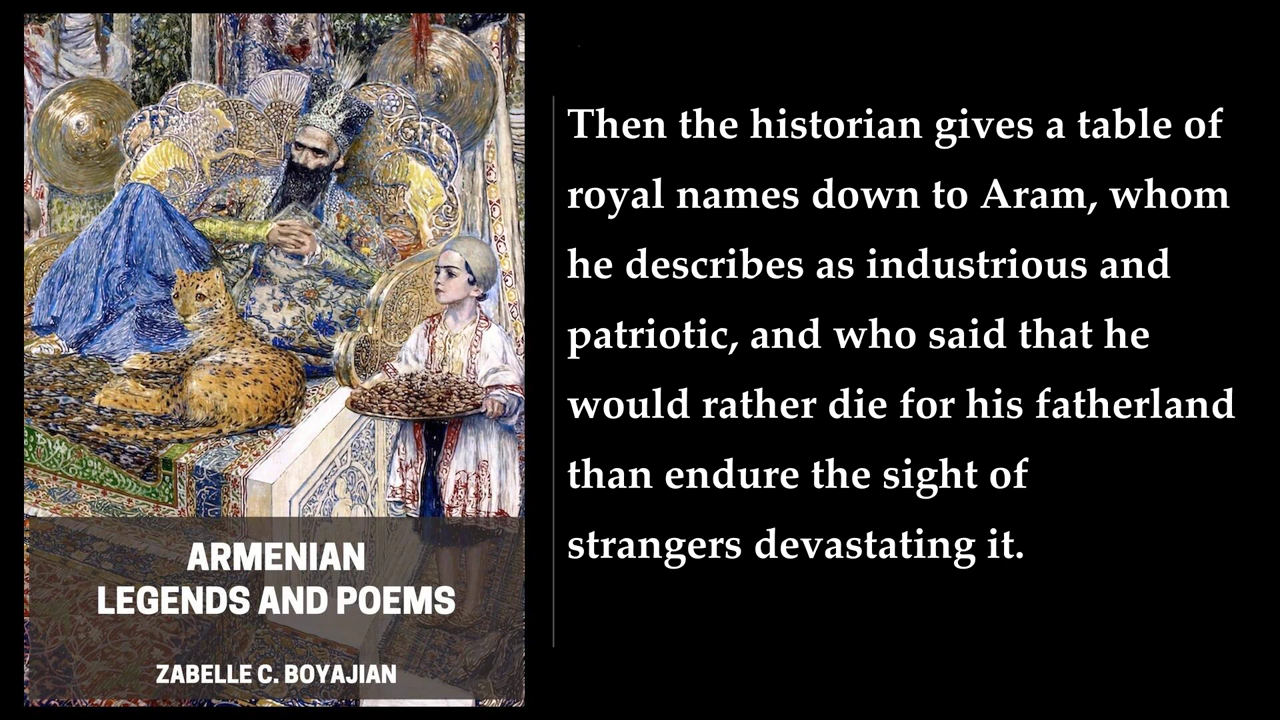 ARMENIAN
LEGENDS AND POEMS
ZABELLE C. BOYAJIAN
Then the historian gives a table of
royal names down to Aram, whom
he describes as industrious and
patriotic, and who said that he
would rather die for his fatherland
than endure the sight of
strangers devastating it.